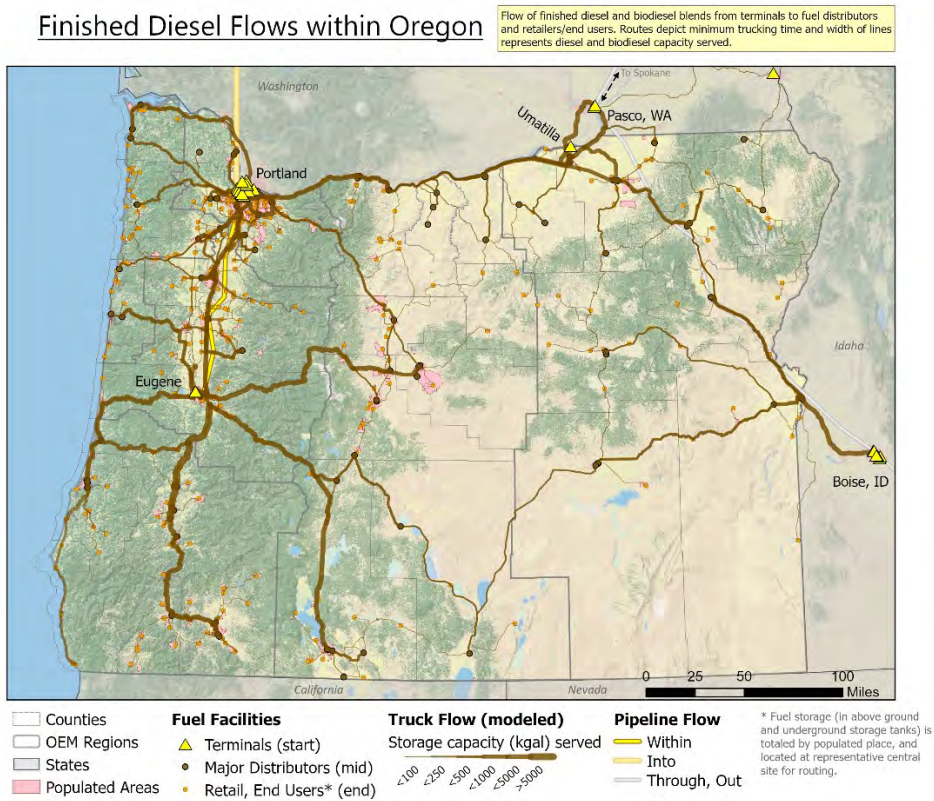 Finished Diesel Flows within Oregon
Flow of finished diesel and biodiesel blends from terminals to fuel distributors
and retailers/end users. Routes depict minimum trucking time and width of lines
represents diesel and biodiesel capacity served.
Washington
To Spokane
Pasco, WA
Umatilla
Portland
Idaho
Eugene
Boise, ID
0 25 50 100
Miles
California
Nevada
Counties
OEM Regions
States
Populated Areas
Fuel Facilities
Terminals (start)
Major Distributors (mid)
Retail, End Users* (end)
Truck Flow (modeled)
Storage capacity (kgal) served
<100 <250 <500 <1000 <5000 >5000
Pipeline Flow
Within
Into
Through, Out
* Fuel storage (in above ground
and underground storage tanks) is
totaled by populated place, and
located at representative central
site for routing.